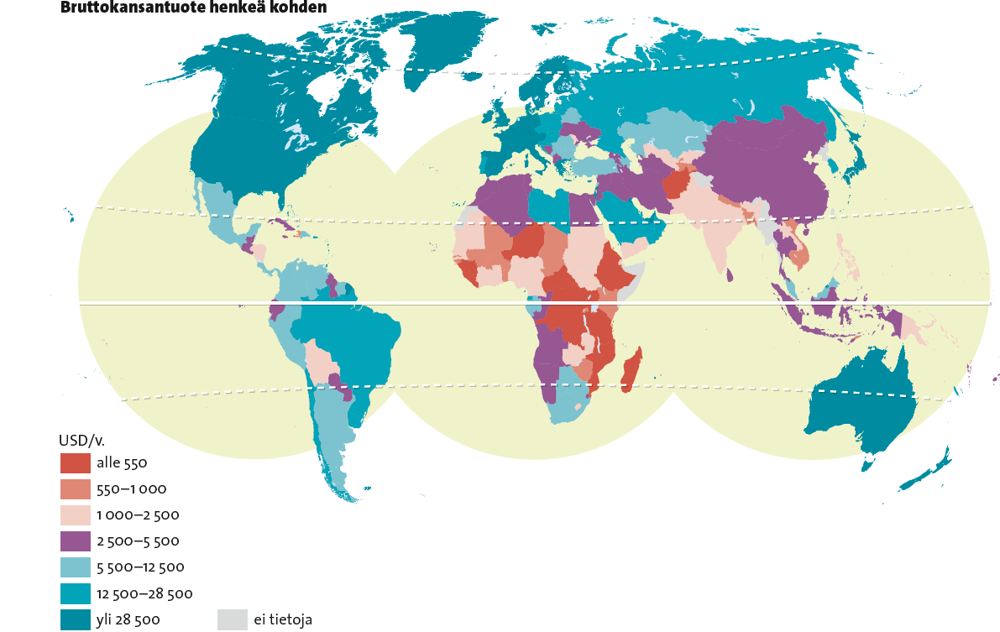 Bruttokansantuote henkeä kohden
USD/v.
alle 550
550–1 000
1 000–2 500
2 500–5 500
5 500–12 500
12 500–28 500
yli 28 500
ei tietoja